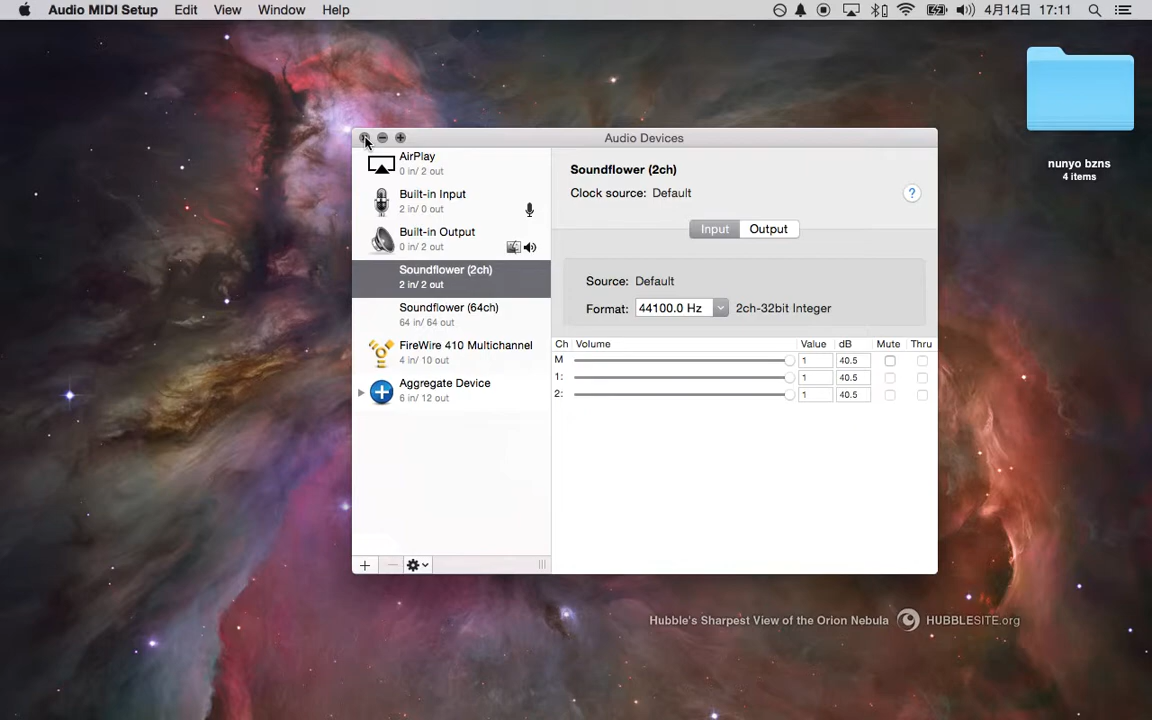 Audio MIDI Setup Edit View Window Help 4月14日 17:11
nunyo bzns
4 items
Audio Devices
AirPlay
0 in/ 2 out
Built-in Input
2 in/ 0 out
Built-in Output
0 in/ 2 out
Soundflower (2ch)
2 in/ 2 out
Soundflower (64ch)
64 in/ 64 out
FireWire 410 Multichannel
4 in/ 10 out
Aggregate Device
6 in/ 12 out
Soundflower (2ch)
Clock source: Default
?
Input Output
Source: Default
Format: 44100.0 Hz 2ch-32bit Integer
Ch Volume Value dB Mute Thru
M 1 40.5
1: 1 40.5
2: 1 40.5
Hubble's Sharpest View of the Orion Nebula HUBBLESITE.org